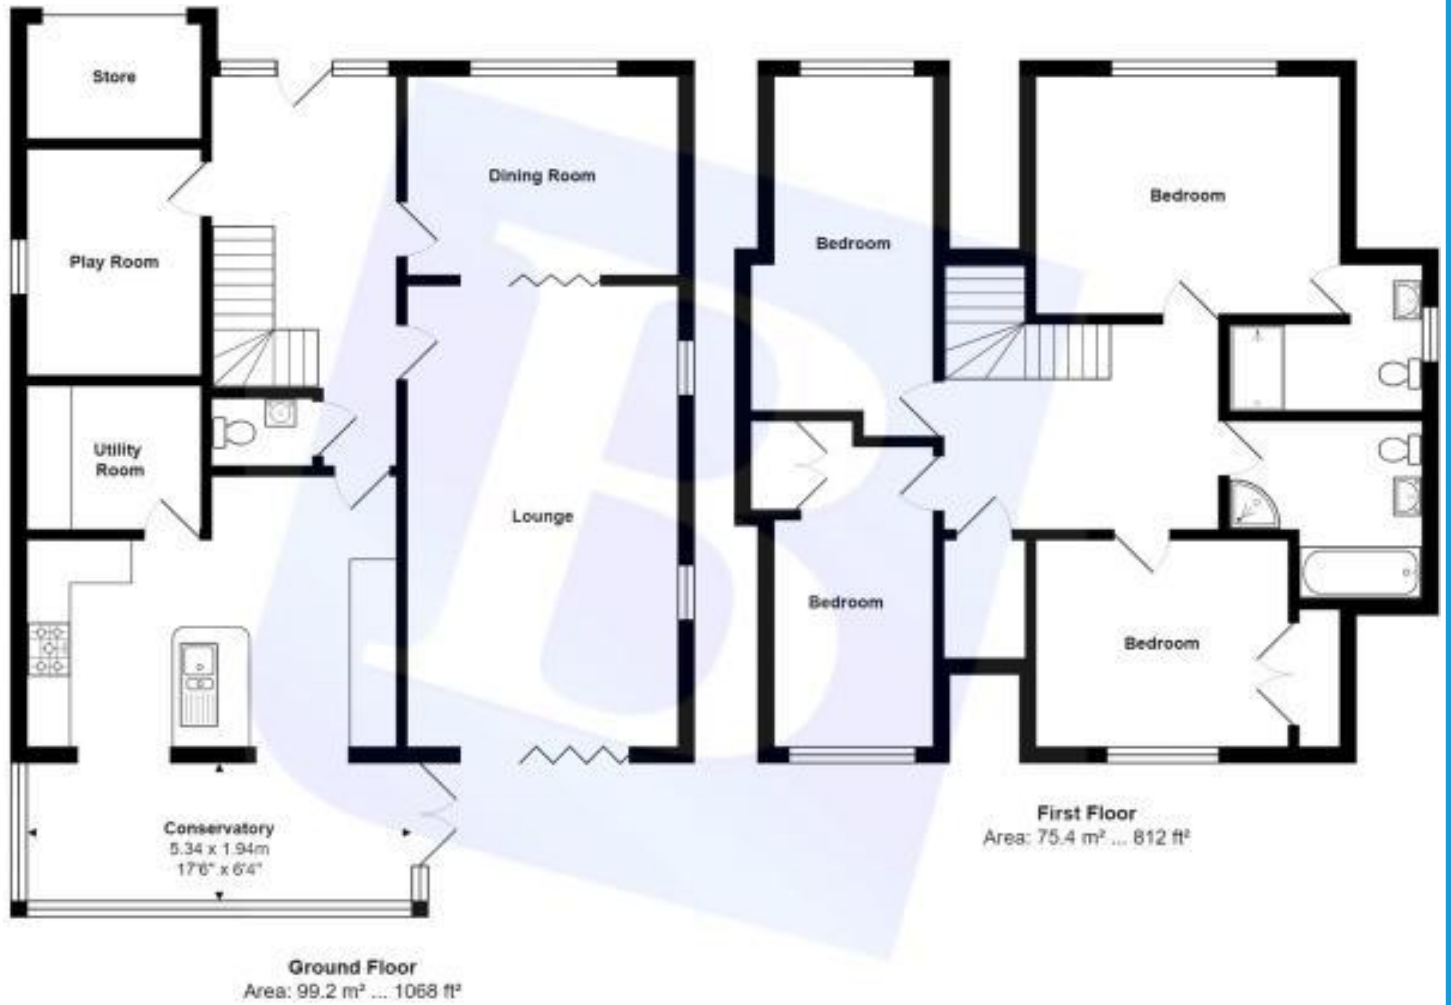 Store
Dining Room
Play Room
Utility
Room
Lounge
Conservatory
5.34 x 1.94m
17'6" x 6'4"
Ground Floor
Area: 99.2 m² ... 1068 ft²
Bedroom
Bedroom
Bedroom
Bedroom
First Floor
Area: 75.4 m² ... 812 ft²
B